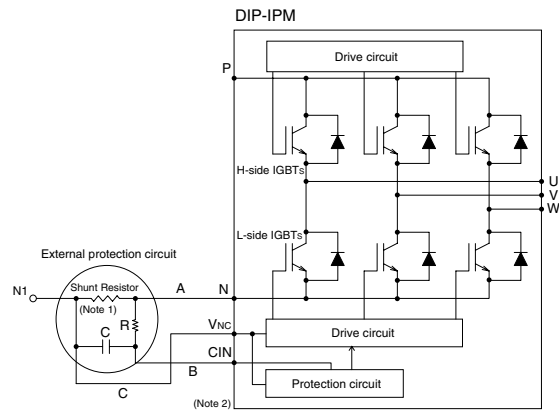 DIP-IPM
Drive circuit
P
H-side IGBTs
U
V
W
L-side IGBTs
External protection circuit
Shunt Resistor
A
N
N1
(Note 1)
R
C
VNC
Drive circuit
CIN
B
C
Protection circuit
(Note 2)